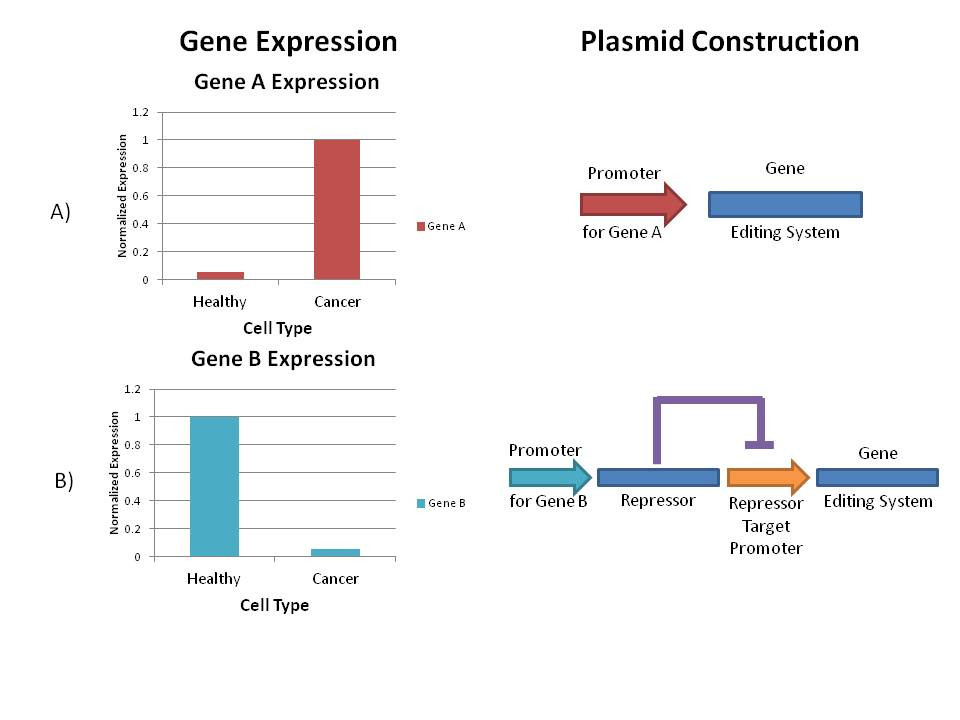 Gene Expression
Plasmid Construction
Gene A Expression
1.2
1
0.8
0.6
0.4
0.2
0
Normalized Expression
Healthy
Cancer
Cell Type
Gene A
A)
Promoter
for Gene A
Gene
Editing System
Gene B Expression
1.2
1
0.8
0.6
0.4
0.2
0
Normalized Expression
Healthy
Cancer
Cell Type
Gene B
B)
Promoter
for Gene B
Repressor
Repressor
Target
Promoter
Gene
Editing System